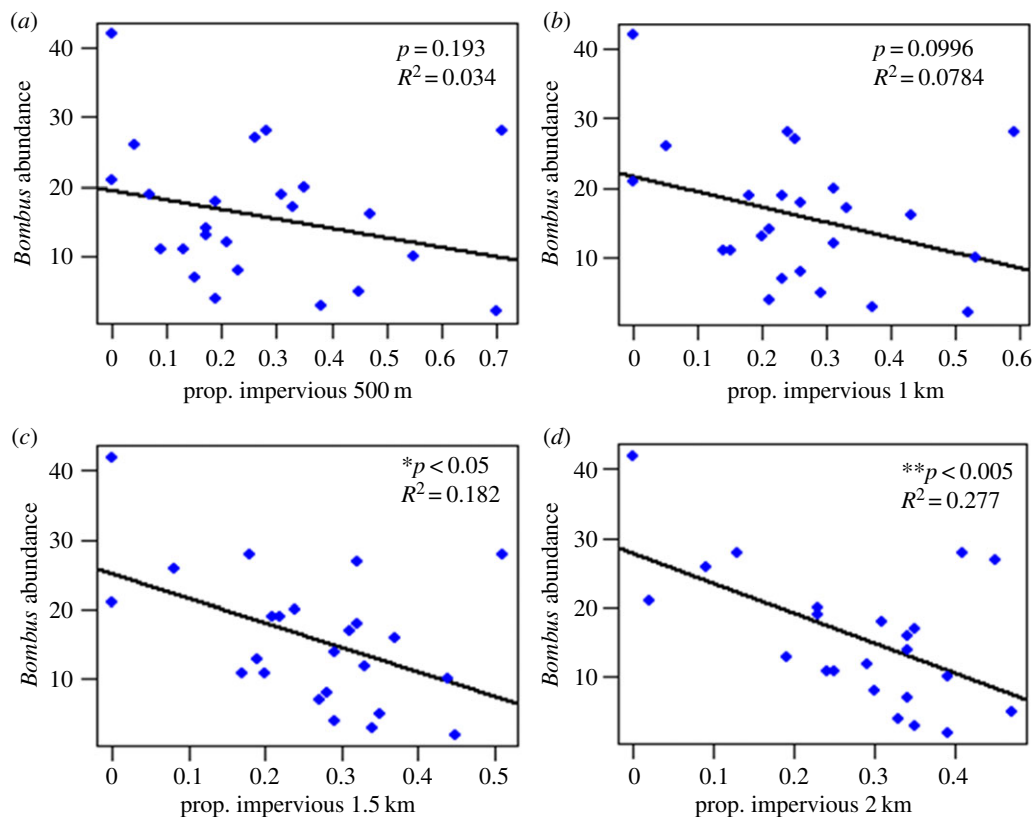 (a)
p = 0.193
R² = 0.034
Bombus abundance
40
30
20
10
0 0.1 0.2 0.3 0.4 0.5 0.6 0.7
prop. impervious 500 m
(b)
p = 0.0996
R² = 0.0784
Bombus abundance
40
30
20
10
0 0.1 0.2 0.3 0.4 0.5 0.6
prop. impervious 1 km
(c)
*p < 0.05
R² = 0.182
Bombus abundance
40
30
20
10
0 0.1 0.2 0.3 0.4 0.5
prop. impervious 1.5 km
(d)
**p < 0.005
R² = 0.277
Bombus abundance
40
30
20
10
0 0.1 0.2 0.3 0.4
prop. impervious 2 km